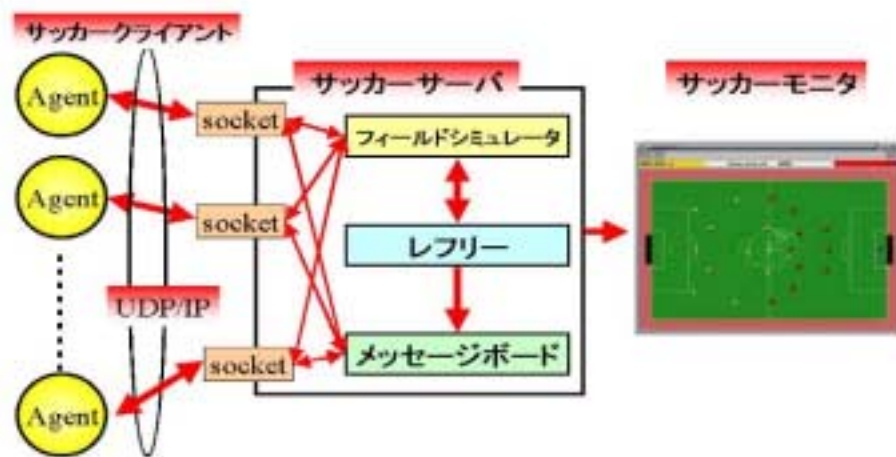 サッカークライアント
サッカーサーバ
サッカーモニタ
Agent
socket
フィールドシミュレータ
Agent
socket
レフリー
UDP/IP
socket
メッセージボード
Agent